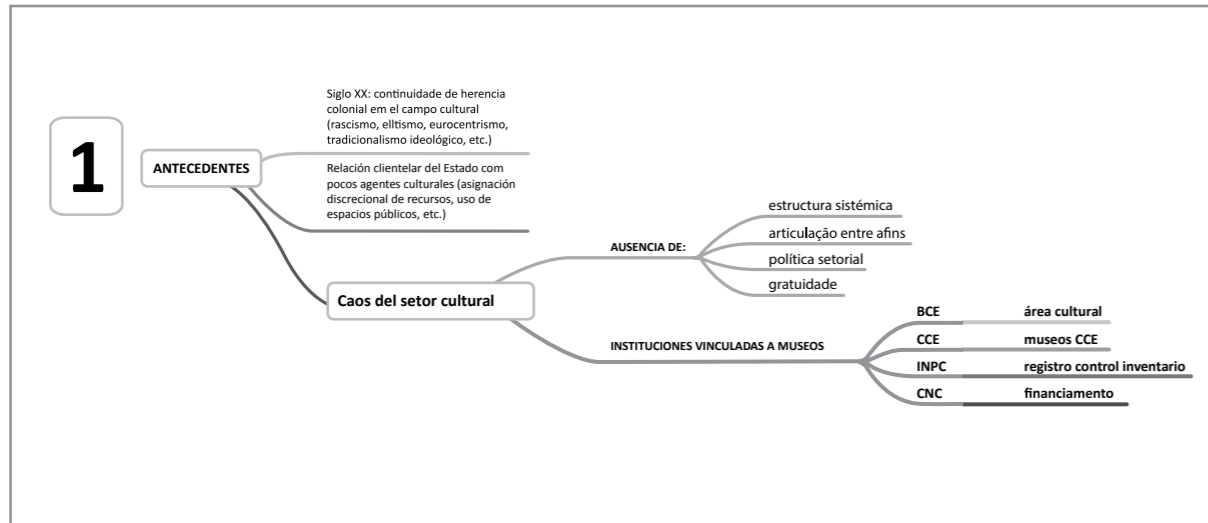 1
ANTECEDENTES
Siglo XX: continuidade de herencia
colonial em el campo cultural
(rascismo, elltismo, eurocentrismo,
tradicionalismo ideológico, etc.)
Relación clientelar del Estado com
pocos agentes culturales (asignación
discrecional de recursos, uso de
espacios públicos, etc.)
Caos del setor cultural
AUSENCIA DE:
estructura sistémica
articulação entre afins
política setorial
gratuidade
INSTITUCIONES VINCULADAS A MUSEOS
BCE área cultural
CCE museos CCE
INPC registro control inventario
CNC financiamento